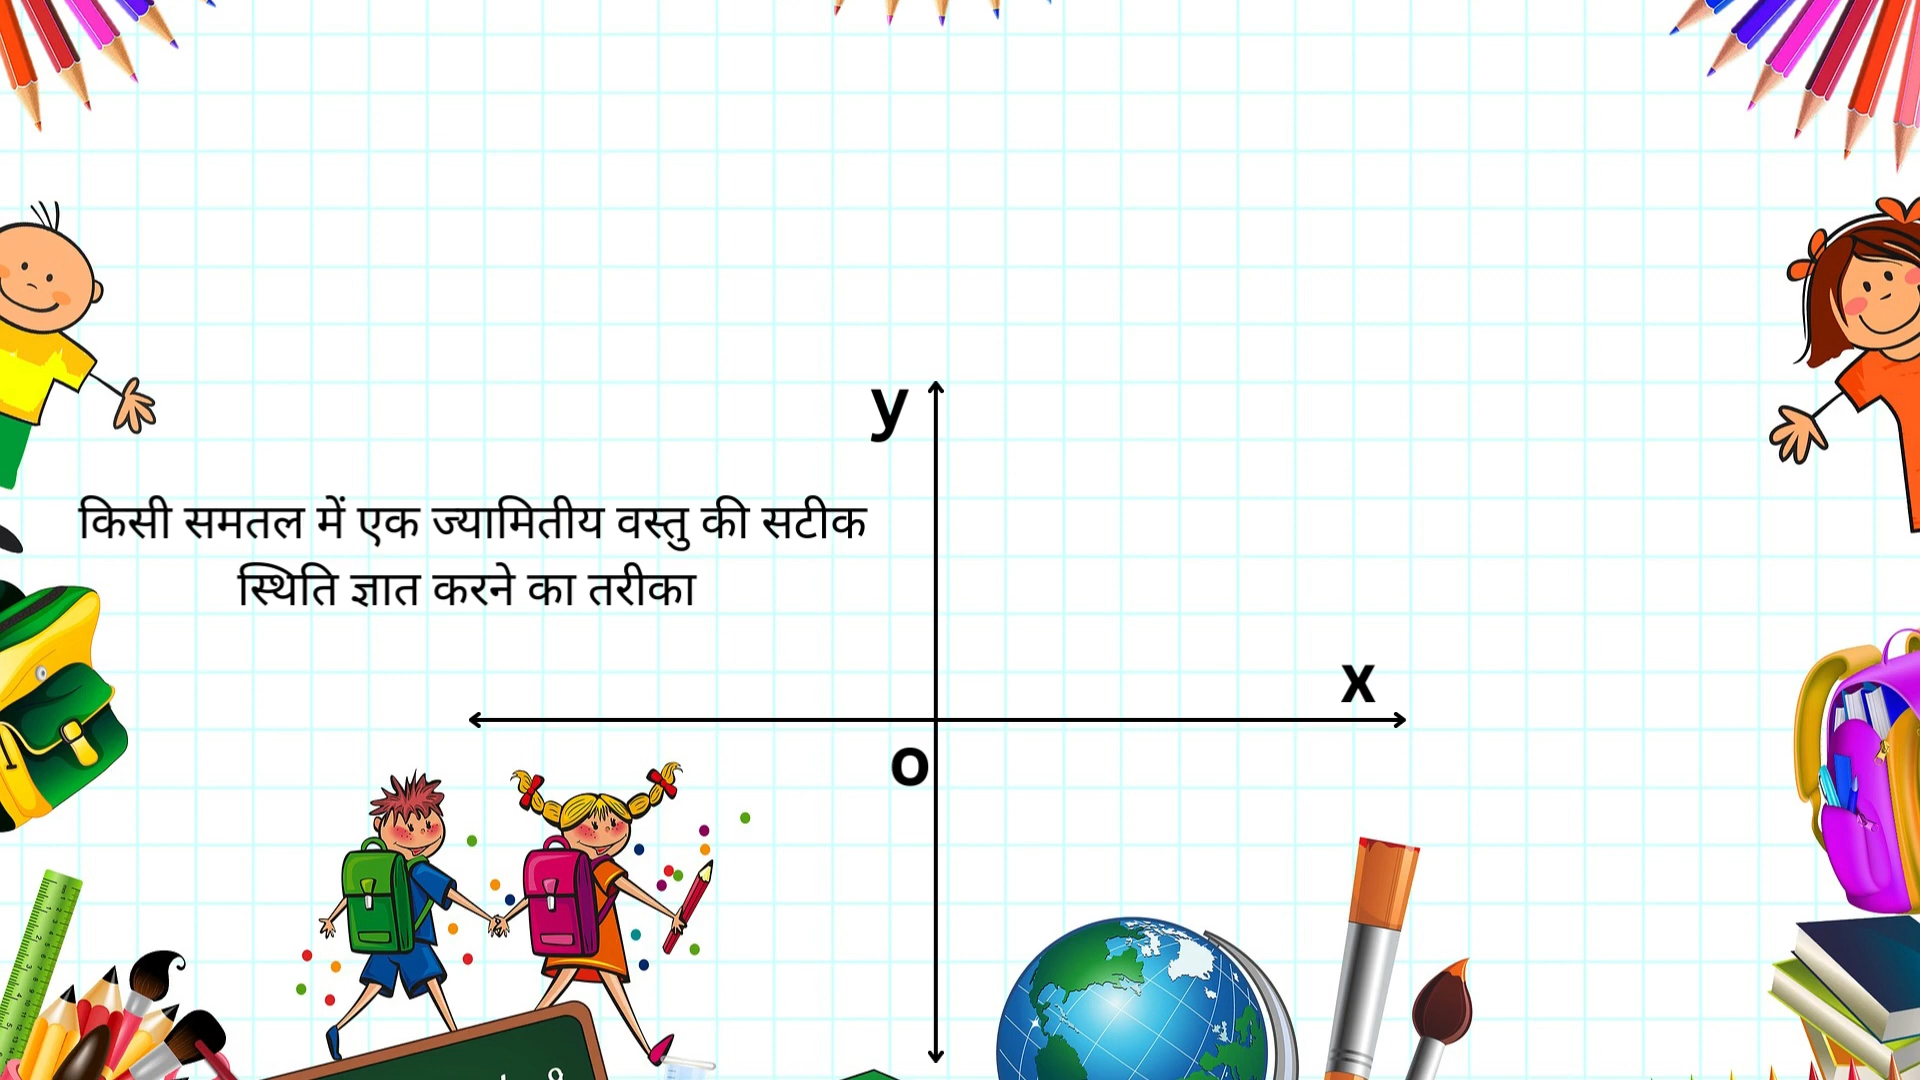 y
किसी समतल में एक ज्यामितीय वस्तु की सटीक
स्थिति ज्ञात करने का तरीका
x
o